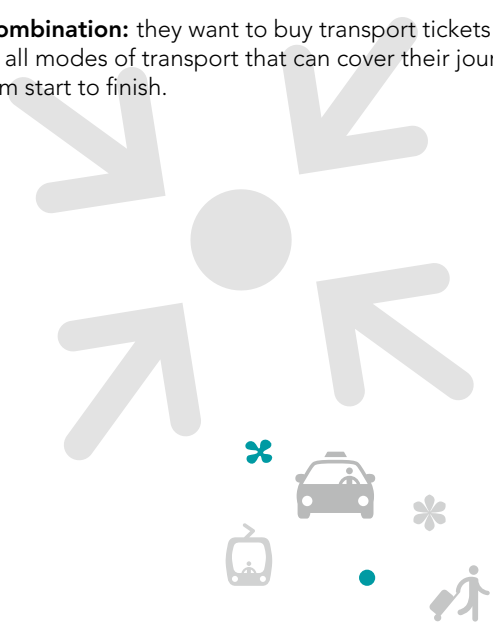 ombination: they want to buy transport tickets
all modes of transport that can cover their jour
m start to finish.